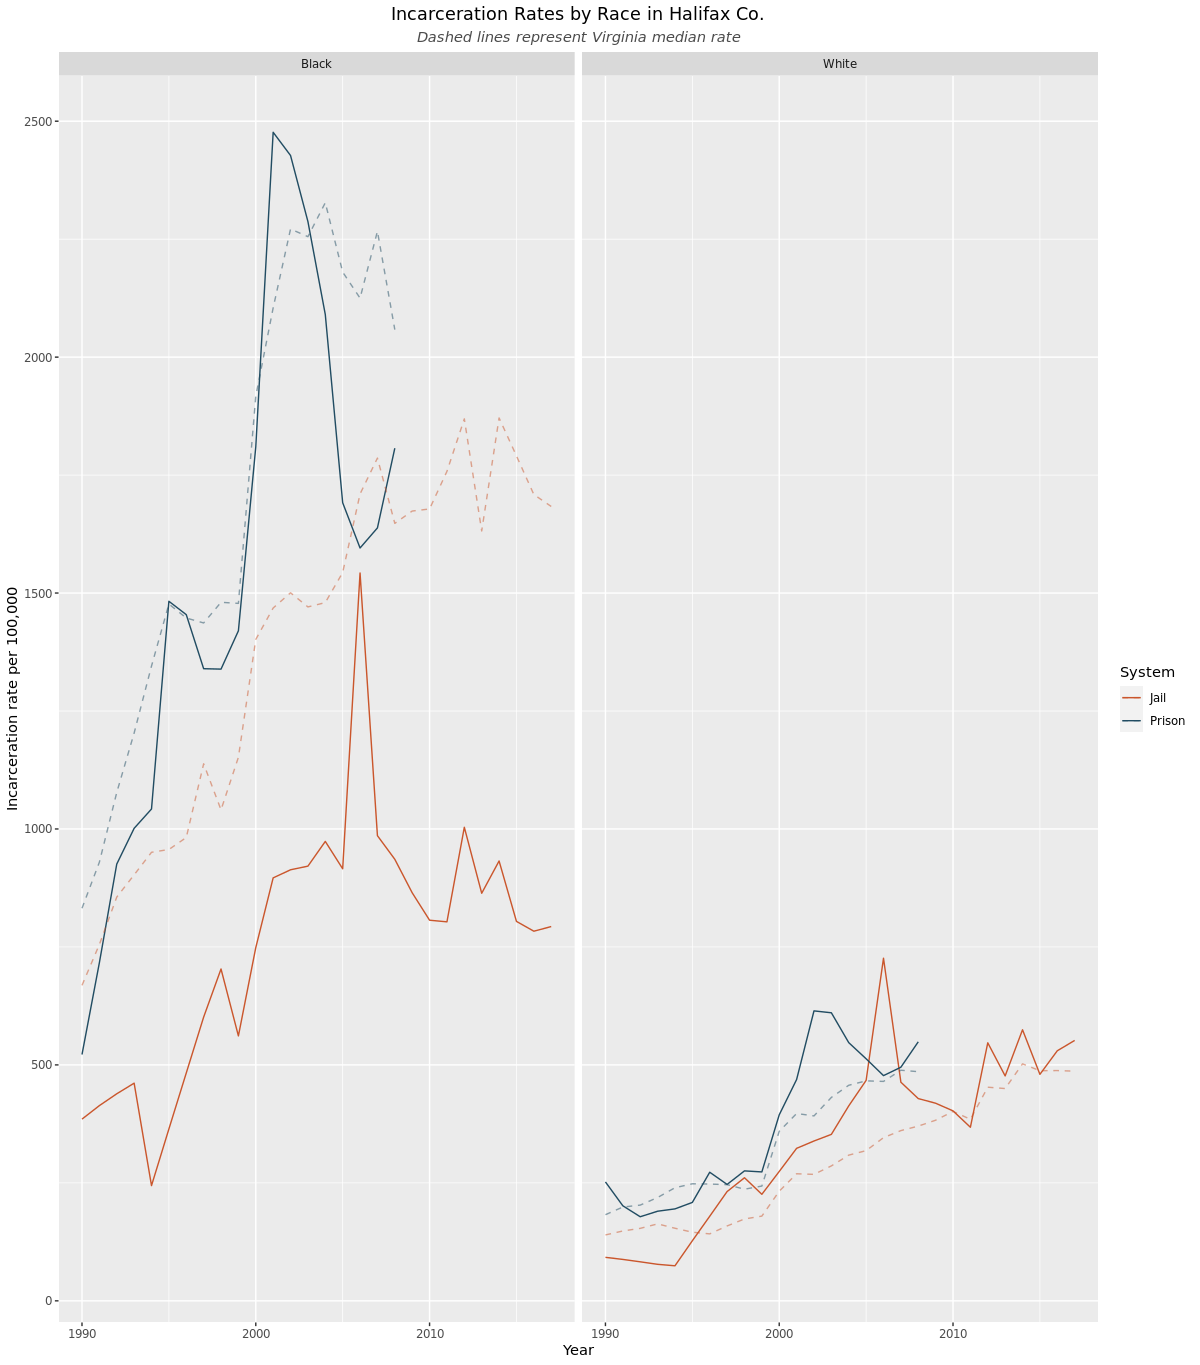 Incarceration Rates by Race in Halifax Co.
Dashed lines represent Virginia median rate
Black
White
2500
2000
1500
1000
500
0
Incarceration rate per 100,000
1990
2000
2010
1990
2000
2010
Year
System
Jail
Prison